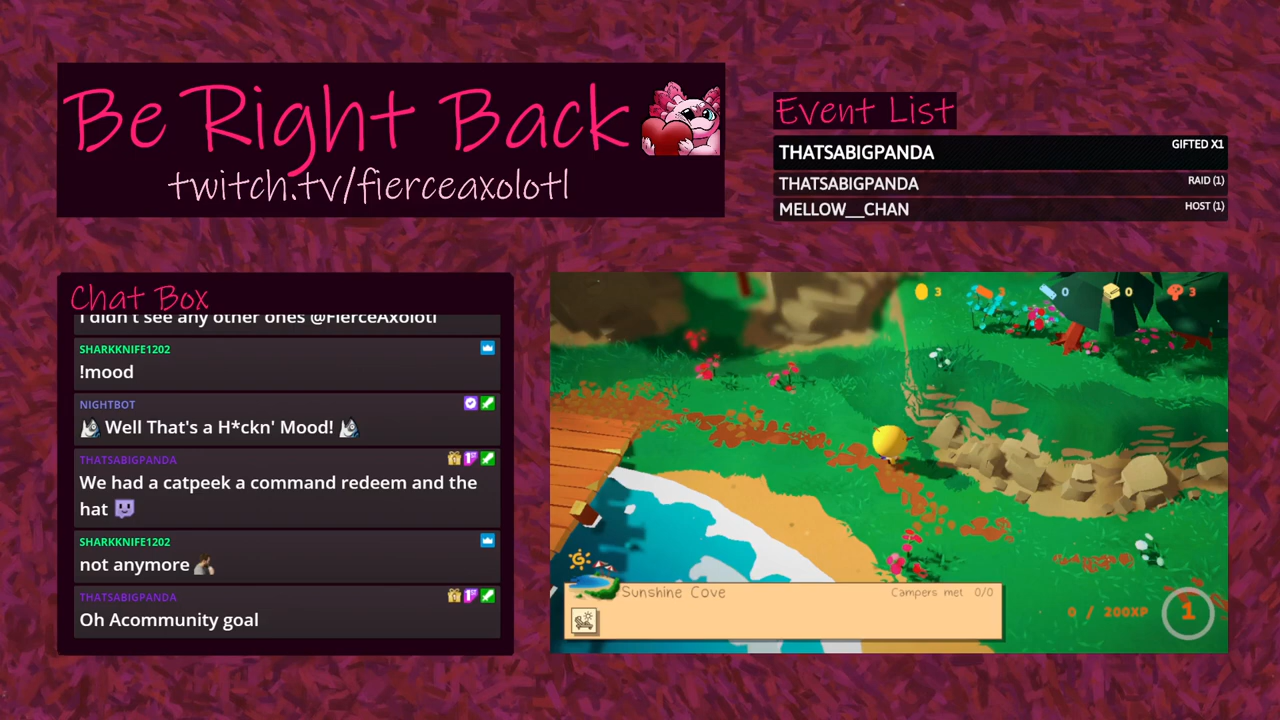 Be Right Back
twitch.tv/fierceaxolotl
Event List
THATSABIGPANDA GIFTED X1
THATSABIGPANDA RAID (1)
MELLOW__CHAN HOST (1)
Chat Box
I didn't see any other ones @FierceAxolotl
SHARKKNIFE1202
!mood
NIGHTBOT
Well That's a H*ckn' Mood!
THATSABIGPANDA
We had a catpeek a command redeem and the
hat
SHARKKNIFE1202
not anymore
THATSABIGPANDA
Oh Acommunity goal
3 3 0 0 3
Sunshine Cove Campers met 0/0
0 / 200XP 1